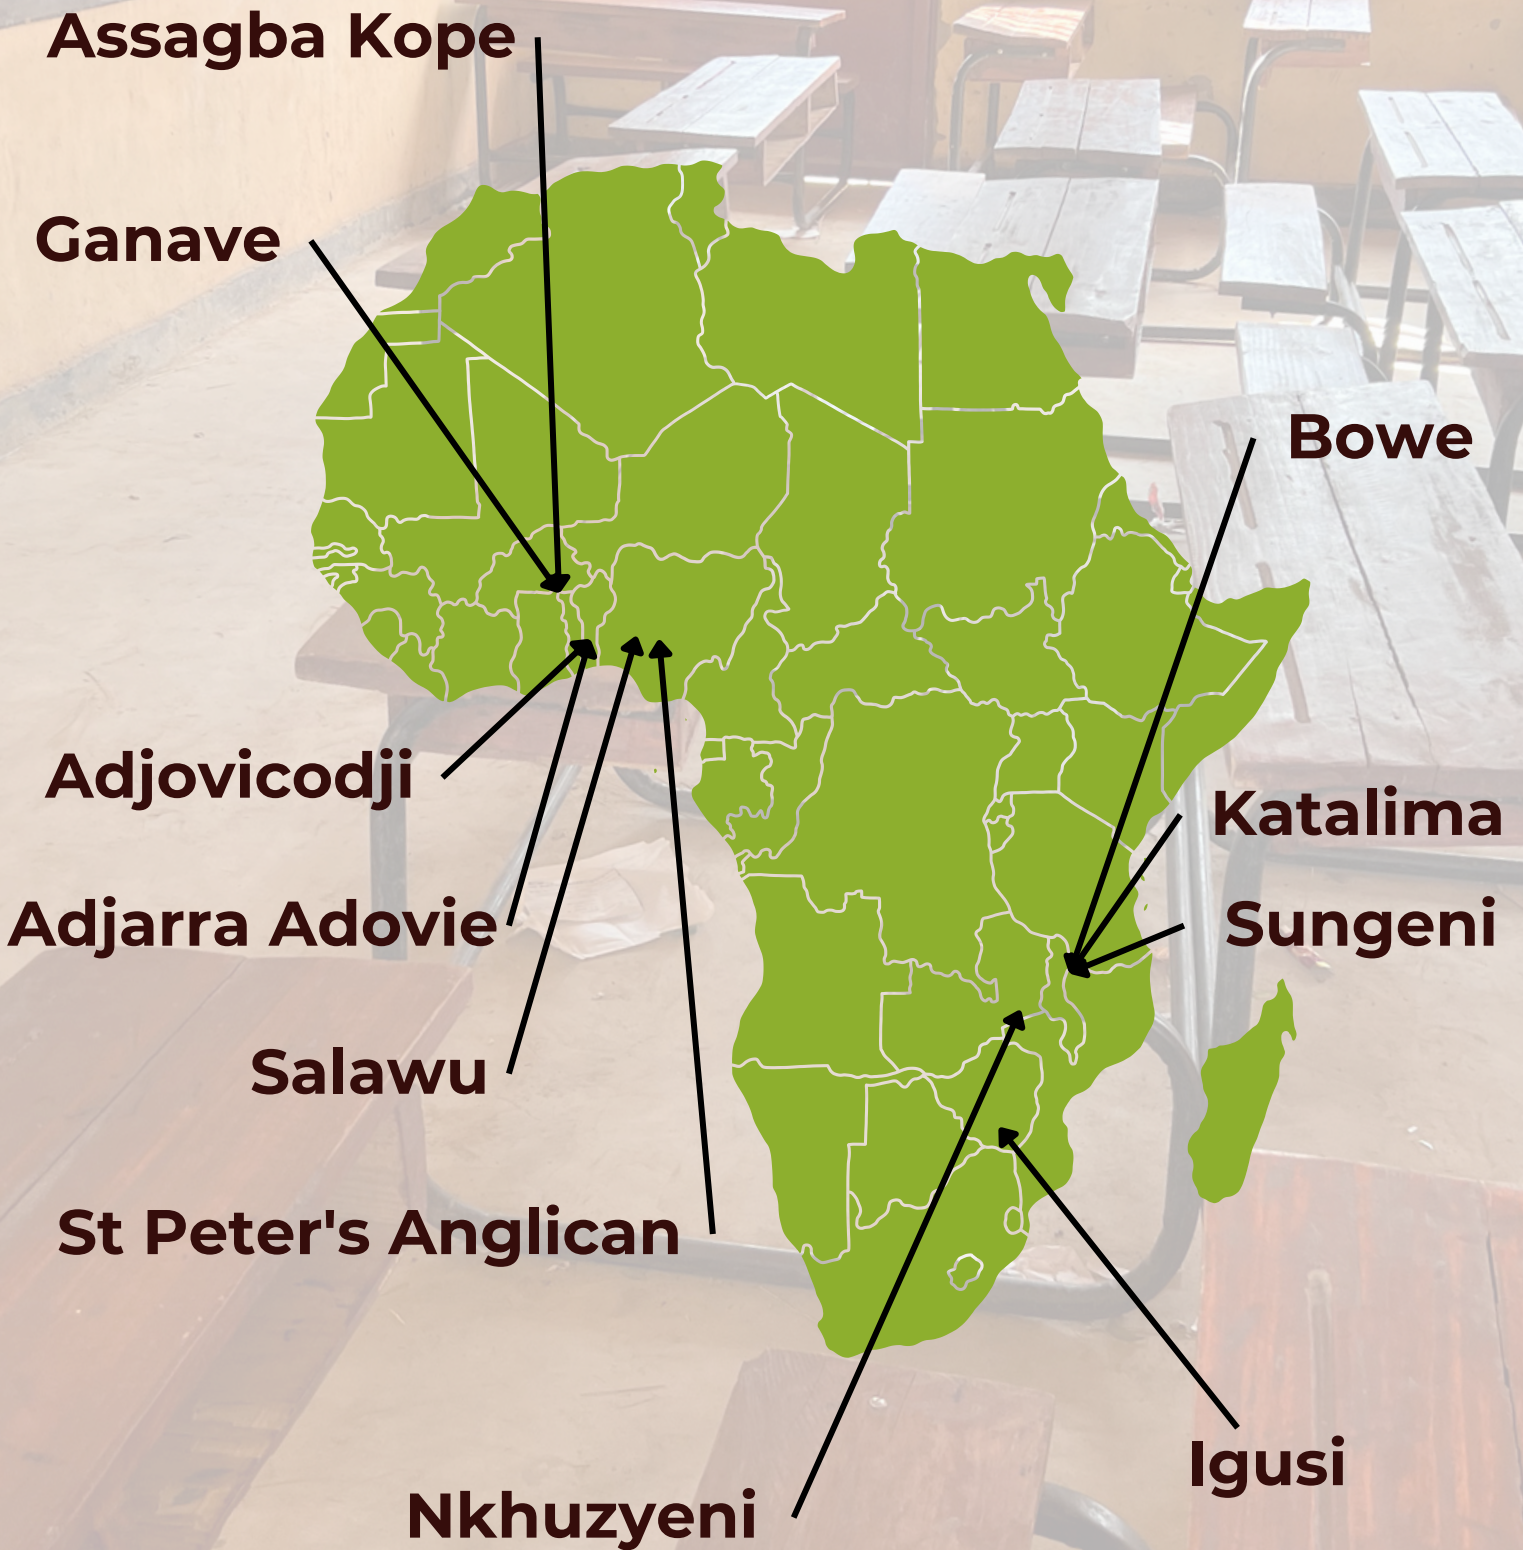 Assagba Kope
Ganave
Bowe
Adjovicodji
Katalima
Adjarra Adovie
Sungeni
Salawu
St Peter's Anglican
Igusi
Nkhuzyeni